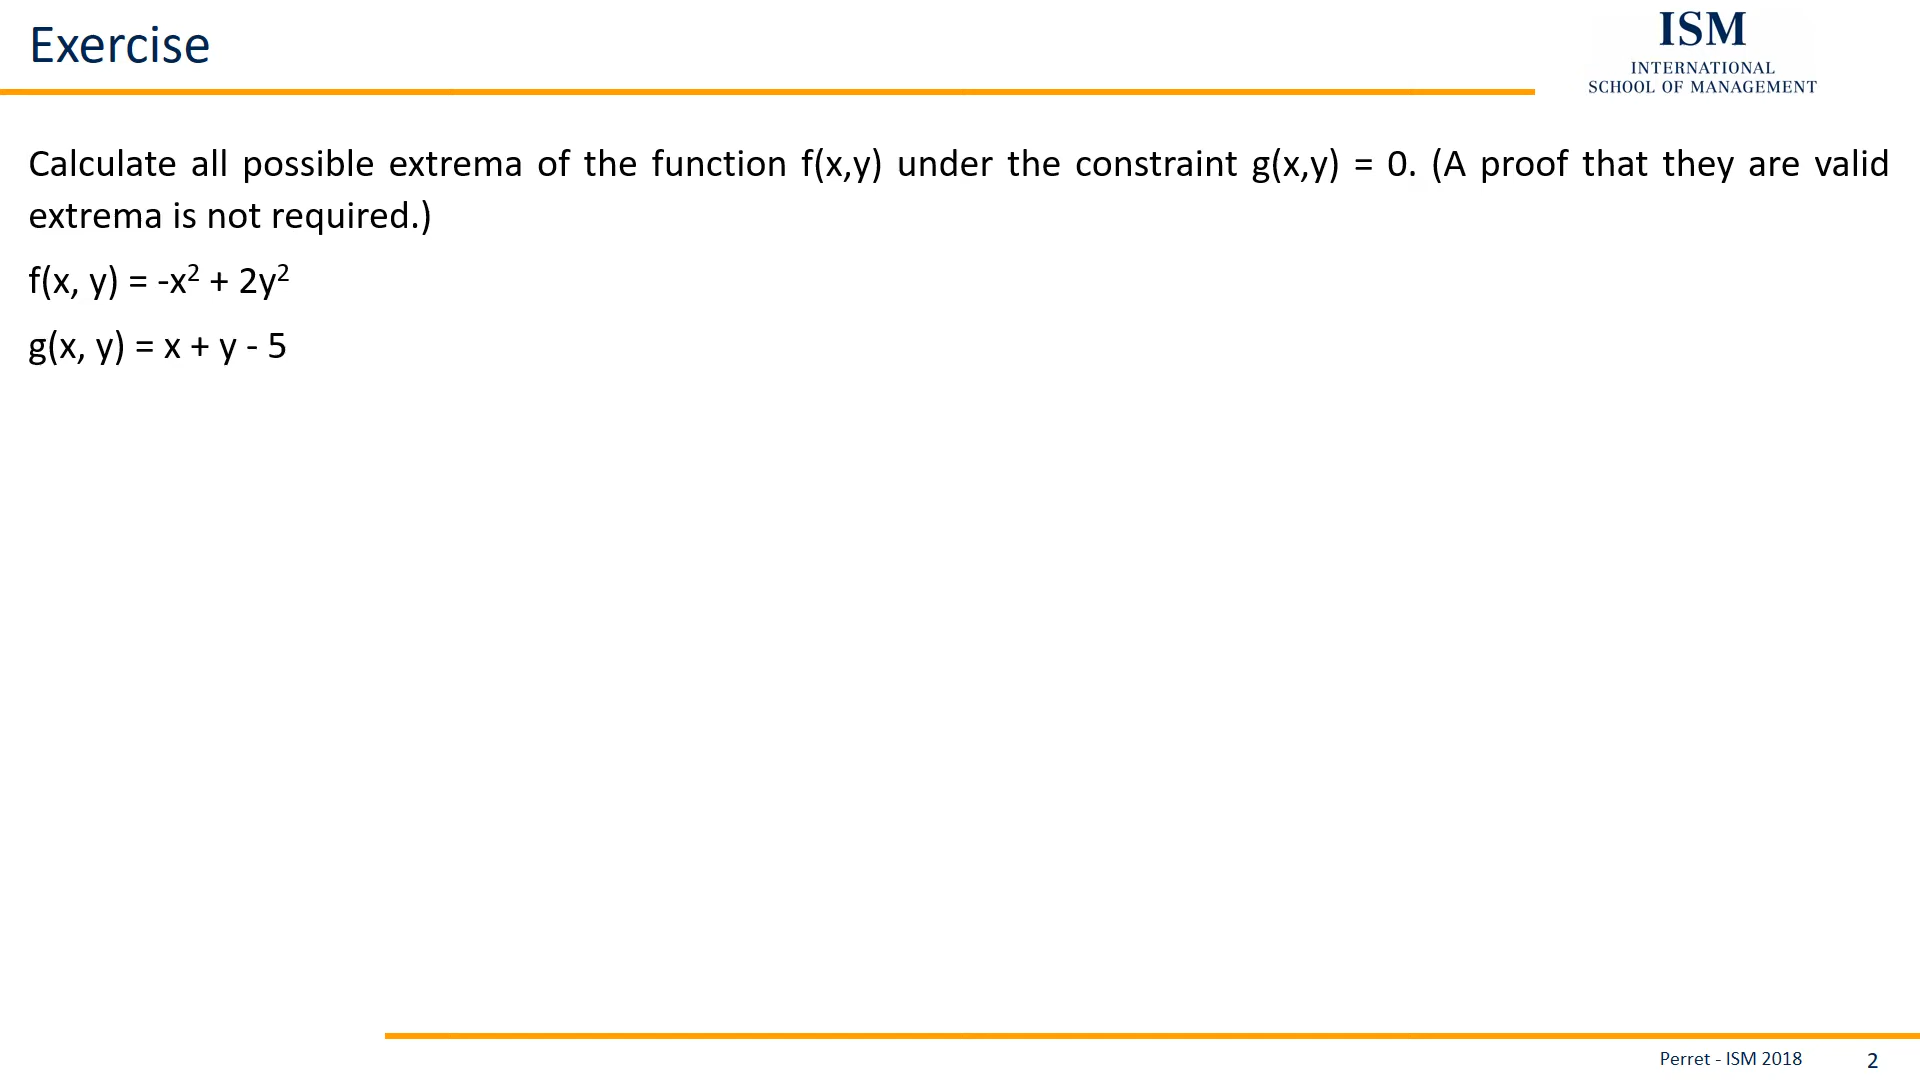 Exercise
ISM
INTERNATIONAL
SCHOOL OF MANAGEMENT
Calculate all possible extrema of the function f(x,y) under the constraint g(x,y) = 0. (A proof that they are valid
extrema is not required.)
f(x, y) = -x² + 2y²
g(x, y) = x + y - 5
Perret - ISM 2018
2